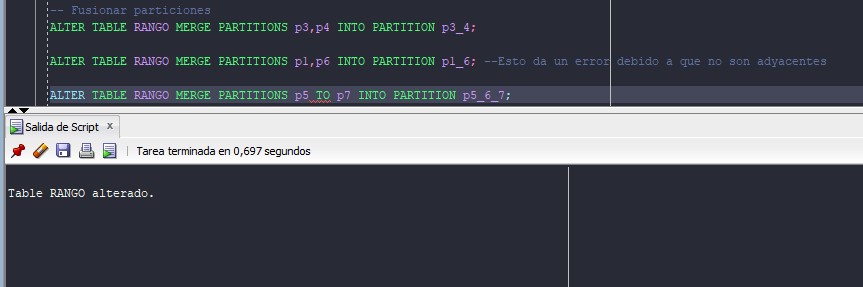 -- Fusionar particiones
ALTER TABLE RANGO MERGE PARTITIONS p3,p4 INTO PARTITION p3_4;
ALTER TABLE RANGO MERGE PARTITIONS p1,p6 INTO PARTITION p1_6; --Esto da un error debido a que no son adyacentes
ALTER TABLE RANGO MERGE PARTITIONS p5 TO p7 INTO PARTITION p5_6_7;
Salida de Script x
Tarea terminada en 0,697 segundos
Table RANGO alterado.